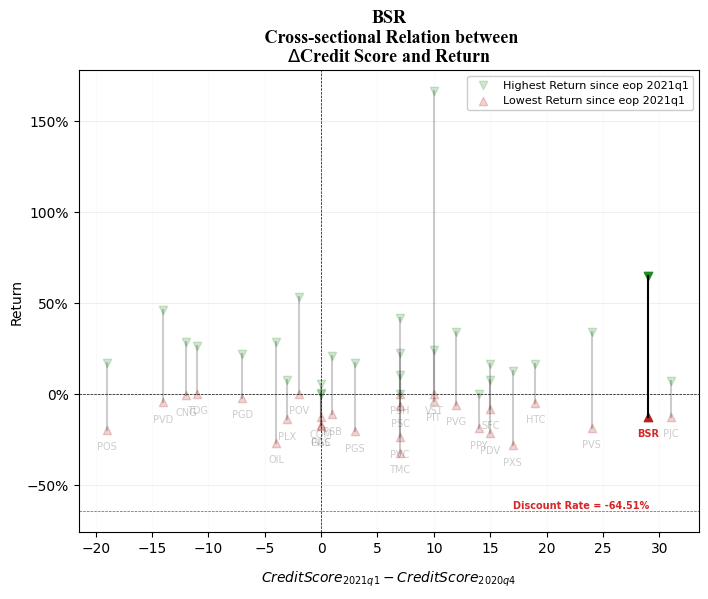 BSR
Cross-sectional Relation between
ΔCredit Score and Return
Highest Return since eop 2021q1
Lowest Return since eop 2021q1
150%
100%
50%
0%
−50%
Return
POS
PVD
CNG
TDG
PGD
OIL
PLX
POV
PGS
PSH
PSC
PVC
TMC
VST
PIT
PVG
PPY
SFC
PDV
PXS
HTC
PVS
BSR
PJC
Discount Rate = -64.51%
−20
−15
−10
−5
0
5
10
15
20
25
30
CreditScore2021q1 − CreditScore2020q4